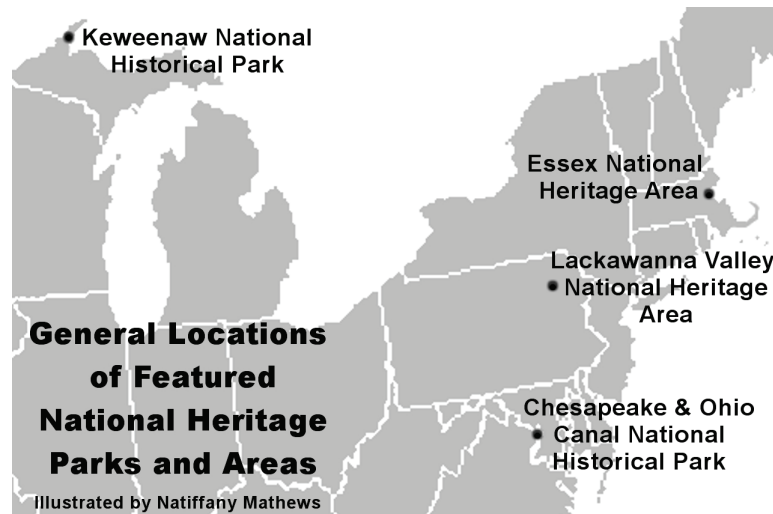 Keweenaw National
Historical Park
Essex National
Heritage Area
Lackawanna Valley
National Heritage
Area
General Locations
of Featured
National Heritage
Parks and Areas
Illustrated by Natiffany Mathews
Chesapeake & Ohio
Canal National
Historical Park